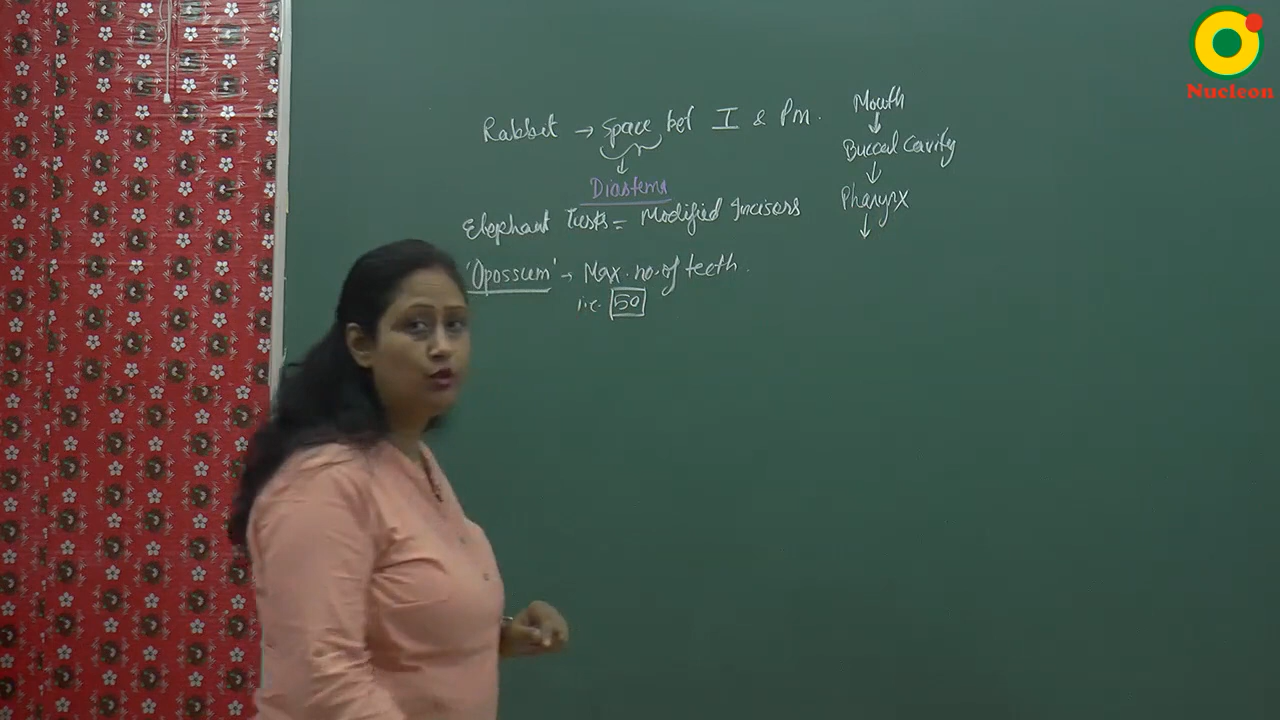 Rabbit → Space bet I & Pm.
↓
Diastema
Elephant Tusks = Modified Incisors
'Opossum' → Max. no. of teeth.
i.e. 50
Mouth
↓
Buccal Cavity
↓
Pharynx
↓
Nucleon